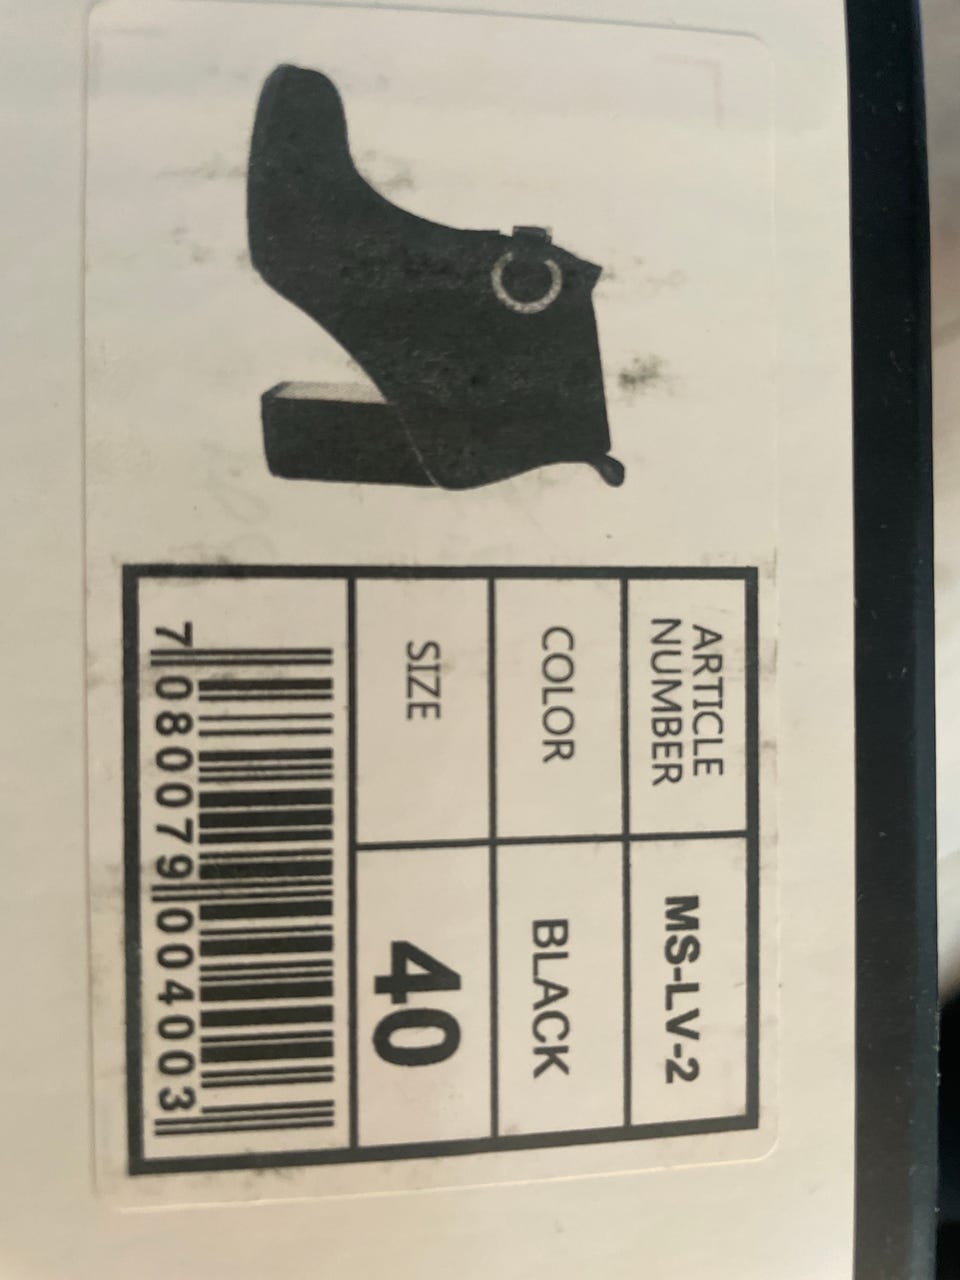 ARTICLE
NUMBER
MS-LV-2
COLOR
BLACK
SIZE
40
7 080079 004003